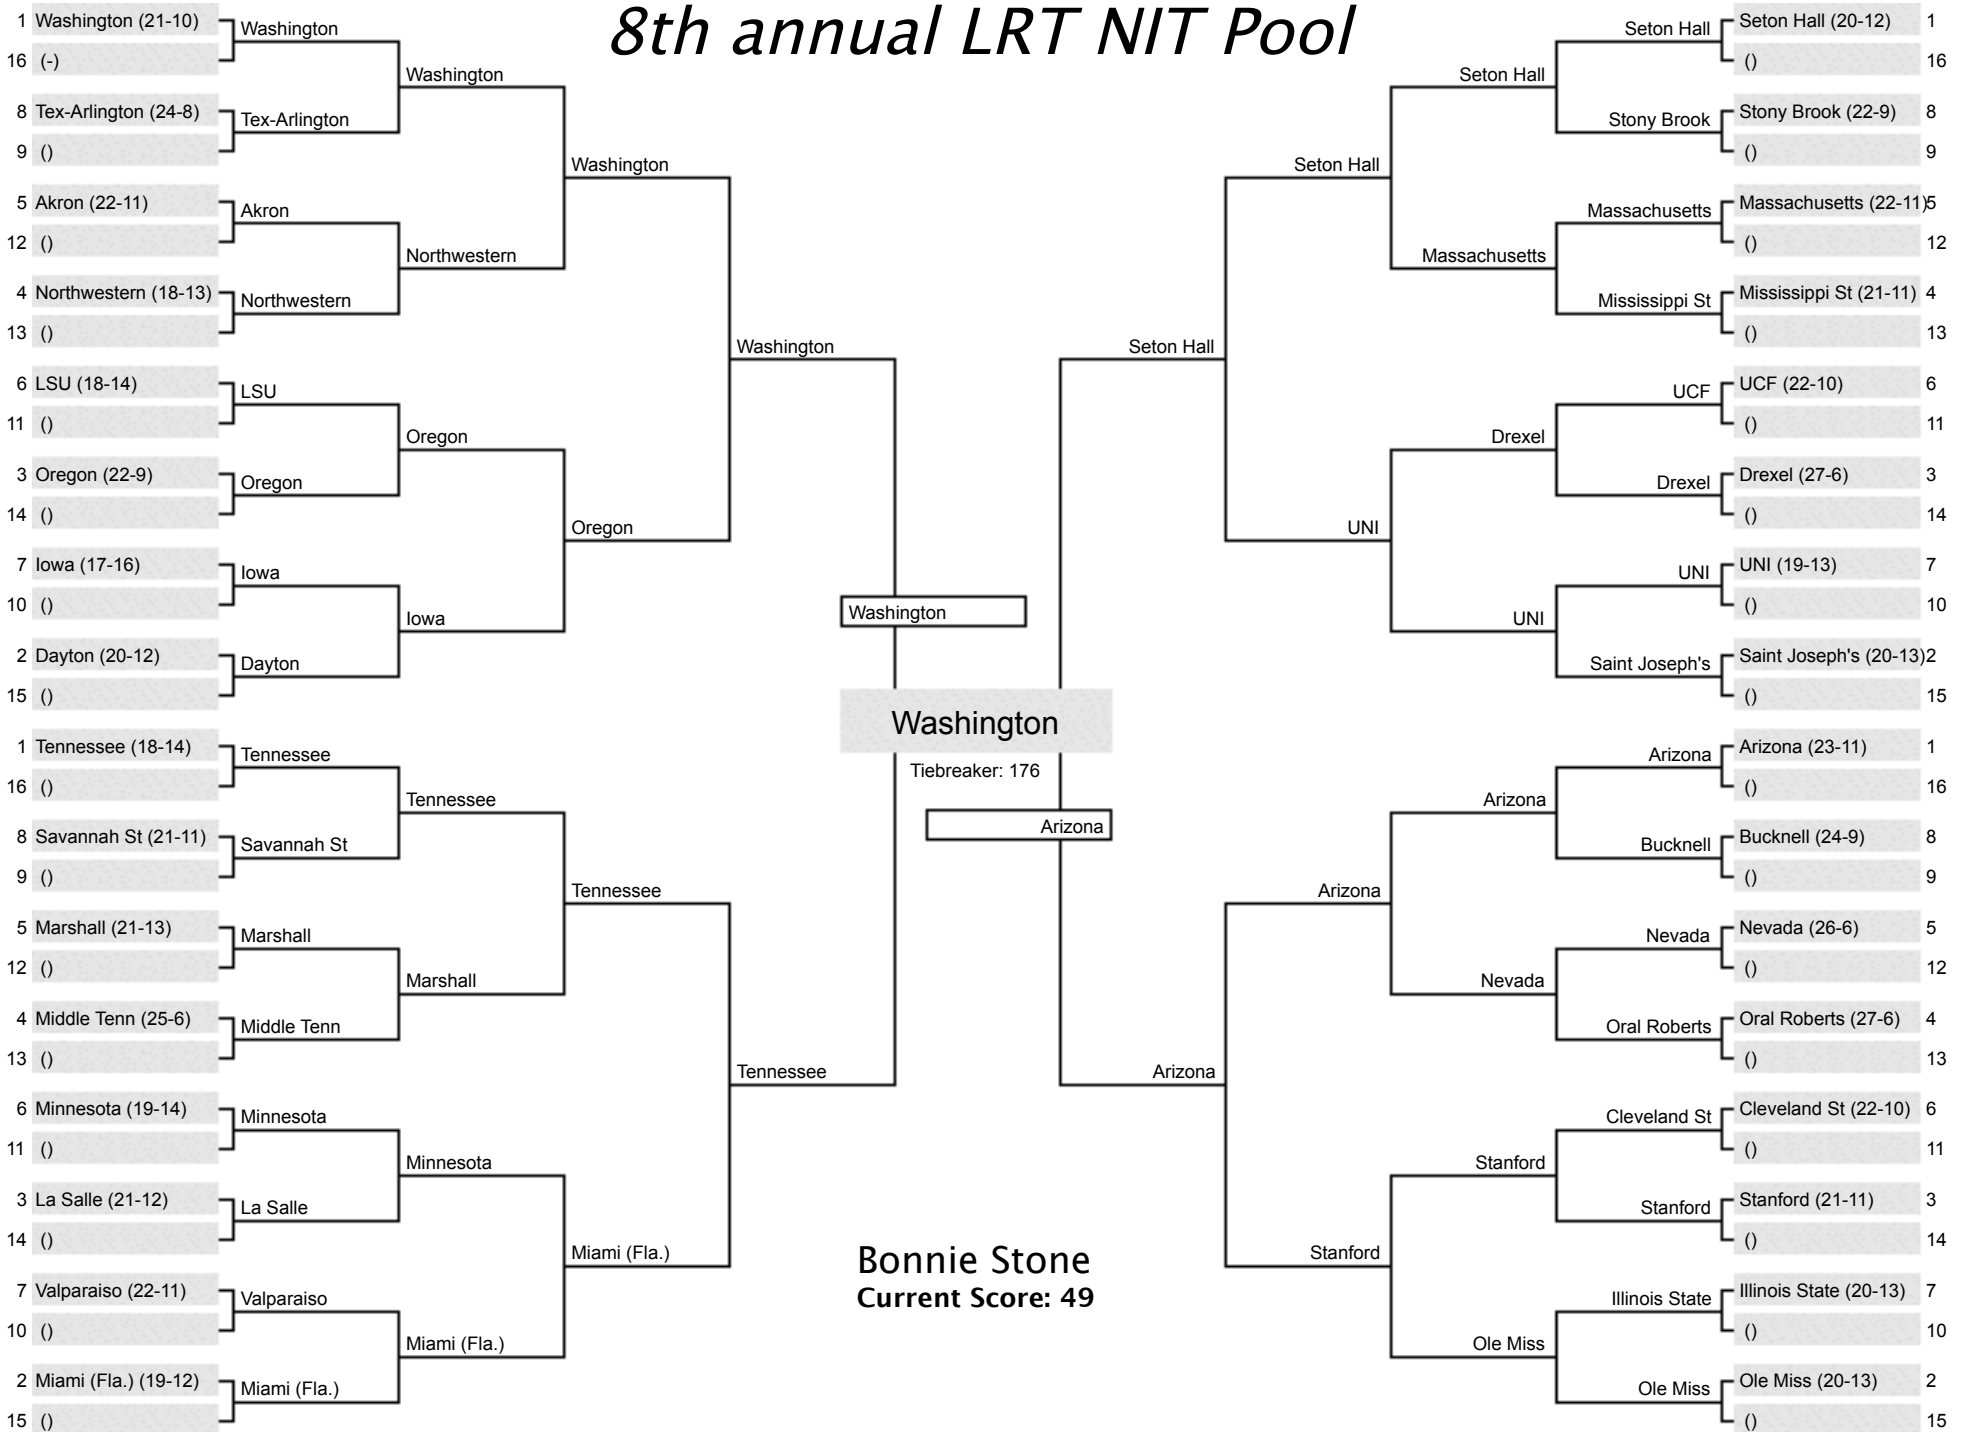 8th annual LRT NIT Pool
1 Washington (21-10)
16 (-)
8 Tex-Arlington (24-8)
9 ()
5 Akron (22-11)
12 ()
4 Northwestern (18-13)
13 ()
6 LSU (18-14)
11 ()
3 Oregon (22-9)
14 ()
7 Iowa (17-16)
10 ()
2 Dayton (20-12)
15 ()
1 Tennessee (18-14)
16 ()
8 Savannah St (21-11)
9 ()
5 Marshall (21-13)
12 ()
4 Middle Tenn (25-6)
13 ()
6 Minnesota (19-14)
11 ()
3 La Salle (21-12)
14 ()
7 Valparaiso (22-11)
10 ()
2 Miami (Fla.) (19-12)
15 ()
Washington
Tex-Arlington
Akron
Northwestern
LSU
Oregon
Iowa
Dayton
Tennessee
Savannah St
Marshall
Middle Tenn
Minnesota
La Salle
Valparaiso
Miami (Fla.)
Washington
Northwestern
Oregon
Iowa
Tennessee
Marshall
Minnesota
Miami (Fla.)
Washington
Oregon
Tennessee
Miami (Fla.)
Washington
Tennessee
Washington
Washington
Tiebreaker: 176
Arizona
Bonnie Stone
Current Score: 49
Seton Hall
Arizona
Seton Hall
UNI
Arizona
Stanford
Seton Hall
Massachusetts
Drexel
UNI
Arizona
Nevada
Stanford
Ole Miss
Seton Hall
Stony Brook
Massachusetts
Mississippi St
UCF
Drexel
UNI
Saint Joseph's
Arizona
Bucknell
Nevada
Oral Roberts
Cleveland St
Stanford
Illinois State
Ole Miss
Seton Hall (20-12) 1
() 16
Stony Brook (22-9) 8
() 9
Massachusetts (22-11) 5
() 12
Mississippi St (21-11) 4
() 13
UCF (22-10) 6
() 11
Drexel (27-6) 3
() 14
UNI (19-13) 7
() 10
Saint Joseph's (20-13) 2
() 15
Arizona (23-11) 1
() 16
Bucknell (24-9) 8
() 9
Nevada (26-6) 5
() 12
Oral Roberts (27-6) 4
() 13
Cleveland St (22-10) 6
() 11
Stanford (21-11) 3
() 14
Illinois State (20-13) 7
() 10
Ole Miss (20-13) 2
() 15